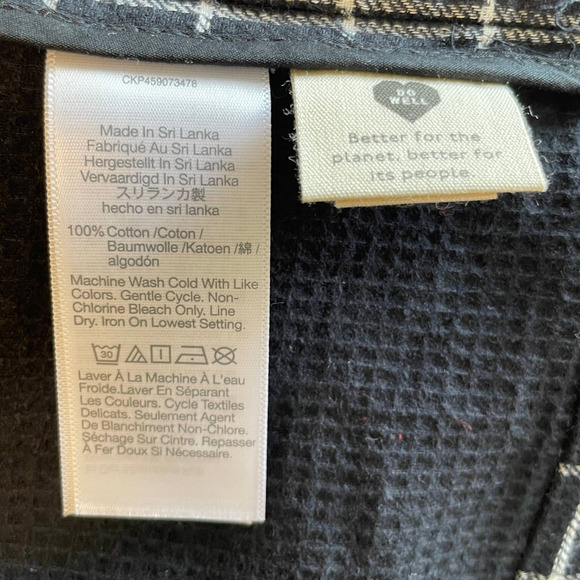 CKP459073478
Made In Sri Lanka
Fabriqué Au Sri Lanka
Hergestellt In Sri Lanka
Vervaardigd In Sri Lanka
スリランカ製
hecho en sri lanka
100% Cotton /Coton /
Baumwolle /Katoen /綿 /
algodón
Machine Wash Cold With Like
Colors. Gentle Cycle. Non-
Chlorine Bleach Only. Line
Dry. Iron On Lowest Setting.
30
Laver À La Machine À L'eau
Froide.Laver En Séparant
Les Couleurs. Cycle Textiles
Delicats. Seulement Agent
De Blanchiment Non-Chlore.
Séchage Sur Cintre. Repasser
À Fer Doux Si Nécessaire.
DO
WELL
Better for the
planet, better for
its people.